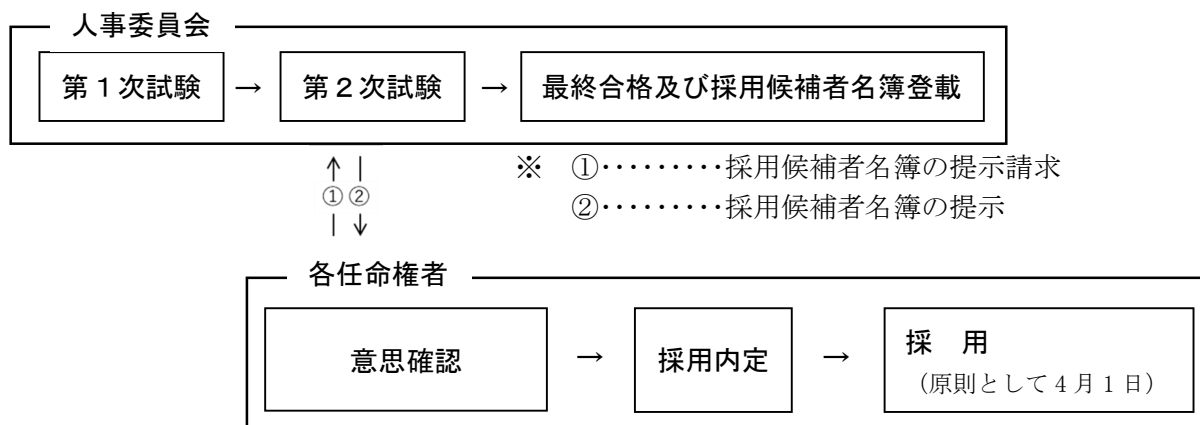 人事委員会
第1次試験 → 第2次試験 → 最終合格及び採用候補者名簿登載
↑ | ※ ①・・・・・・・・・採用候補者名簿の提示請求
①② ②・・・・・・・・・採用候補者名簿の提示
| ↓
各任命権者
意思確認 → 採用内定 → 採 用
（原則として4月1日）